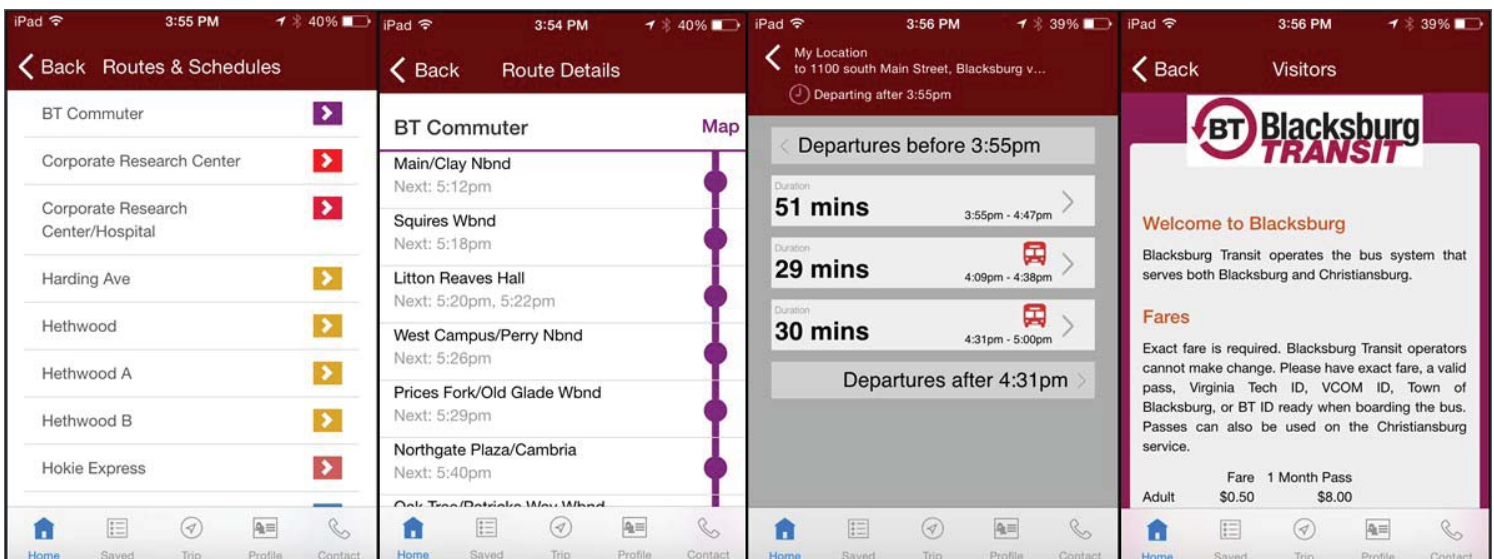 iPad 3:55 PM 40%
Back Routes & Schedules
BT Commuter
Corporate Research Center
Corporate Research
Center/Hospital
Harding Ave
Hethwood
Hethwood A
Hethwood B
Hokie Express
Home Saved Trip Profile Contact
iPad 3:54 PM 40%
Back Route Details
BT Commuter Map
Main/Clay Nbnd
Next: 5:12pm
Squires Wbnd
Next: 5:18pm
Litton Reaves Hall
Next: 5:20pm, 5:22pm
West Campus/Perry Nbnd
Next: 5:26pm
Prices Fork/Old Glade Wbnd
Next: 5:29pm
Northgate Plaza/Cambria
Next: 5:40pm
Oak Tree/Patricks Way Wbnd
Home Saved Trip Profile Contact
iPad 3:56 PM 39%
My Location
to 1100 south Main Street, Blacksburg v...
Departing after 3:55pm
Departures before 3:55pm
Duration
51 mins 3:55pm - 4:47pm
Duration
29 mins 4:09pm - 4:38pm
Duration
30 mins 4:31pm - 5:00pm
Departures after 4:31pm
Home Saved Trip Profile Contact
iPad 3:56 PM 39%
Back Visitors
BT Blacksburg
TRANSIT
Welcome to Blacksburg
Blacksburg Transit operates the bus system that
serves both Blacksburg and Christiansburg.
Fares
Exact fare is required. Blacksburg Transit operators
cannot make change. Please have exact fare, a valid
pass, Virginia Tech ID, VCOM ID, Town of
Blacksburg, or BT ID ready when boarding the bus.
Passes can also be used on the Christiansburg
service.
Fare 1 Month Pass
Adult $0.50 $8.00
Home Saved Trip Profile Contact